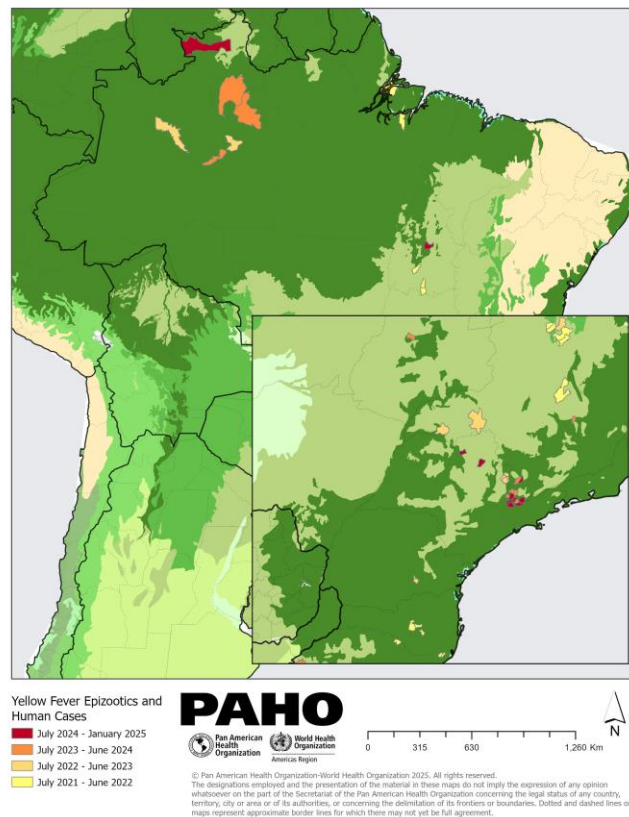 Yellow Fever Epizootics and
Human Cases
July 2024 - January 2025
July 2023 - June 2024
July 2022 - June 2023
July 2021 - June 2022
PAHO
Pan American
Health
Organization
World Health
Organization
Americas Region
0 315 630 1,260 Km
N
© Pan American Health Organization-World Health Organization 2025. All rights reserved.
The designations employed and the presentation of the material in these maps do not imply the expression of any opinion
whatsoever on the part of the Secretariat of the Pan American Health Organization concerning the legal status of any country,
territory, city or area or of its authorities, or concerning the delimitation of its frontiers or boundaries. Dotted and dashed lines o
maps represent approximate border lines for which there may not yet be full agreement.